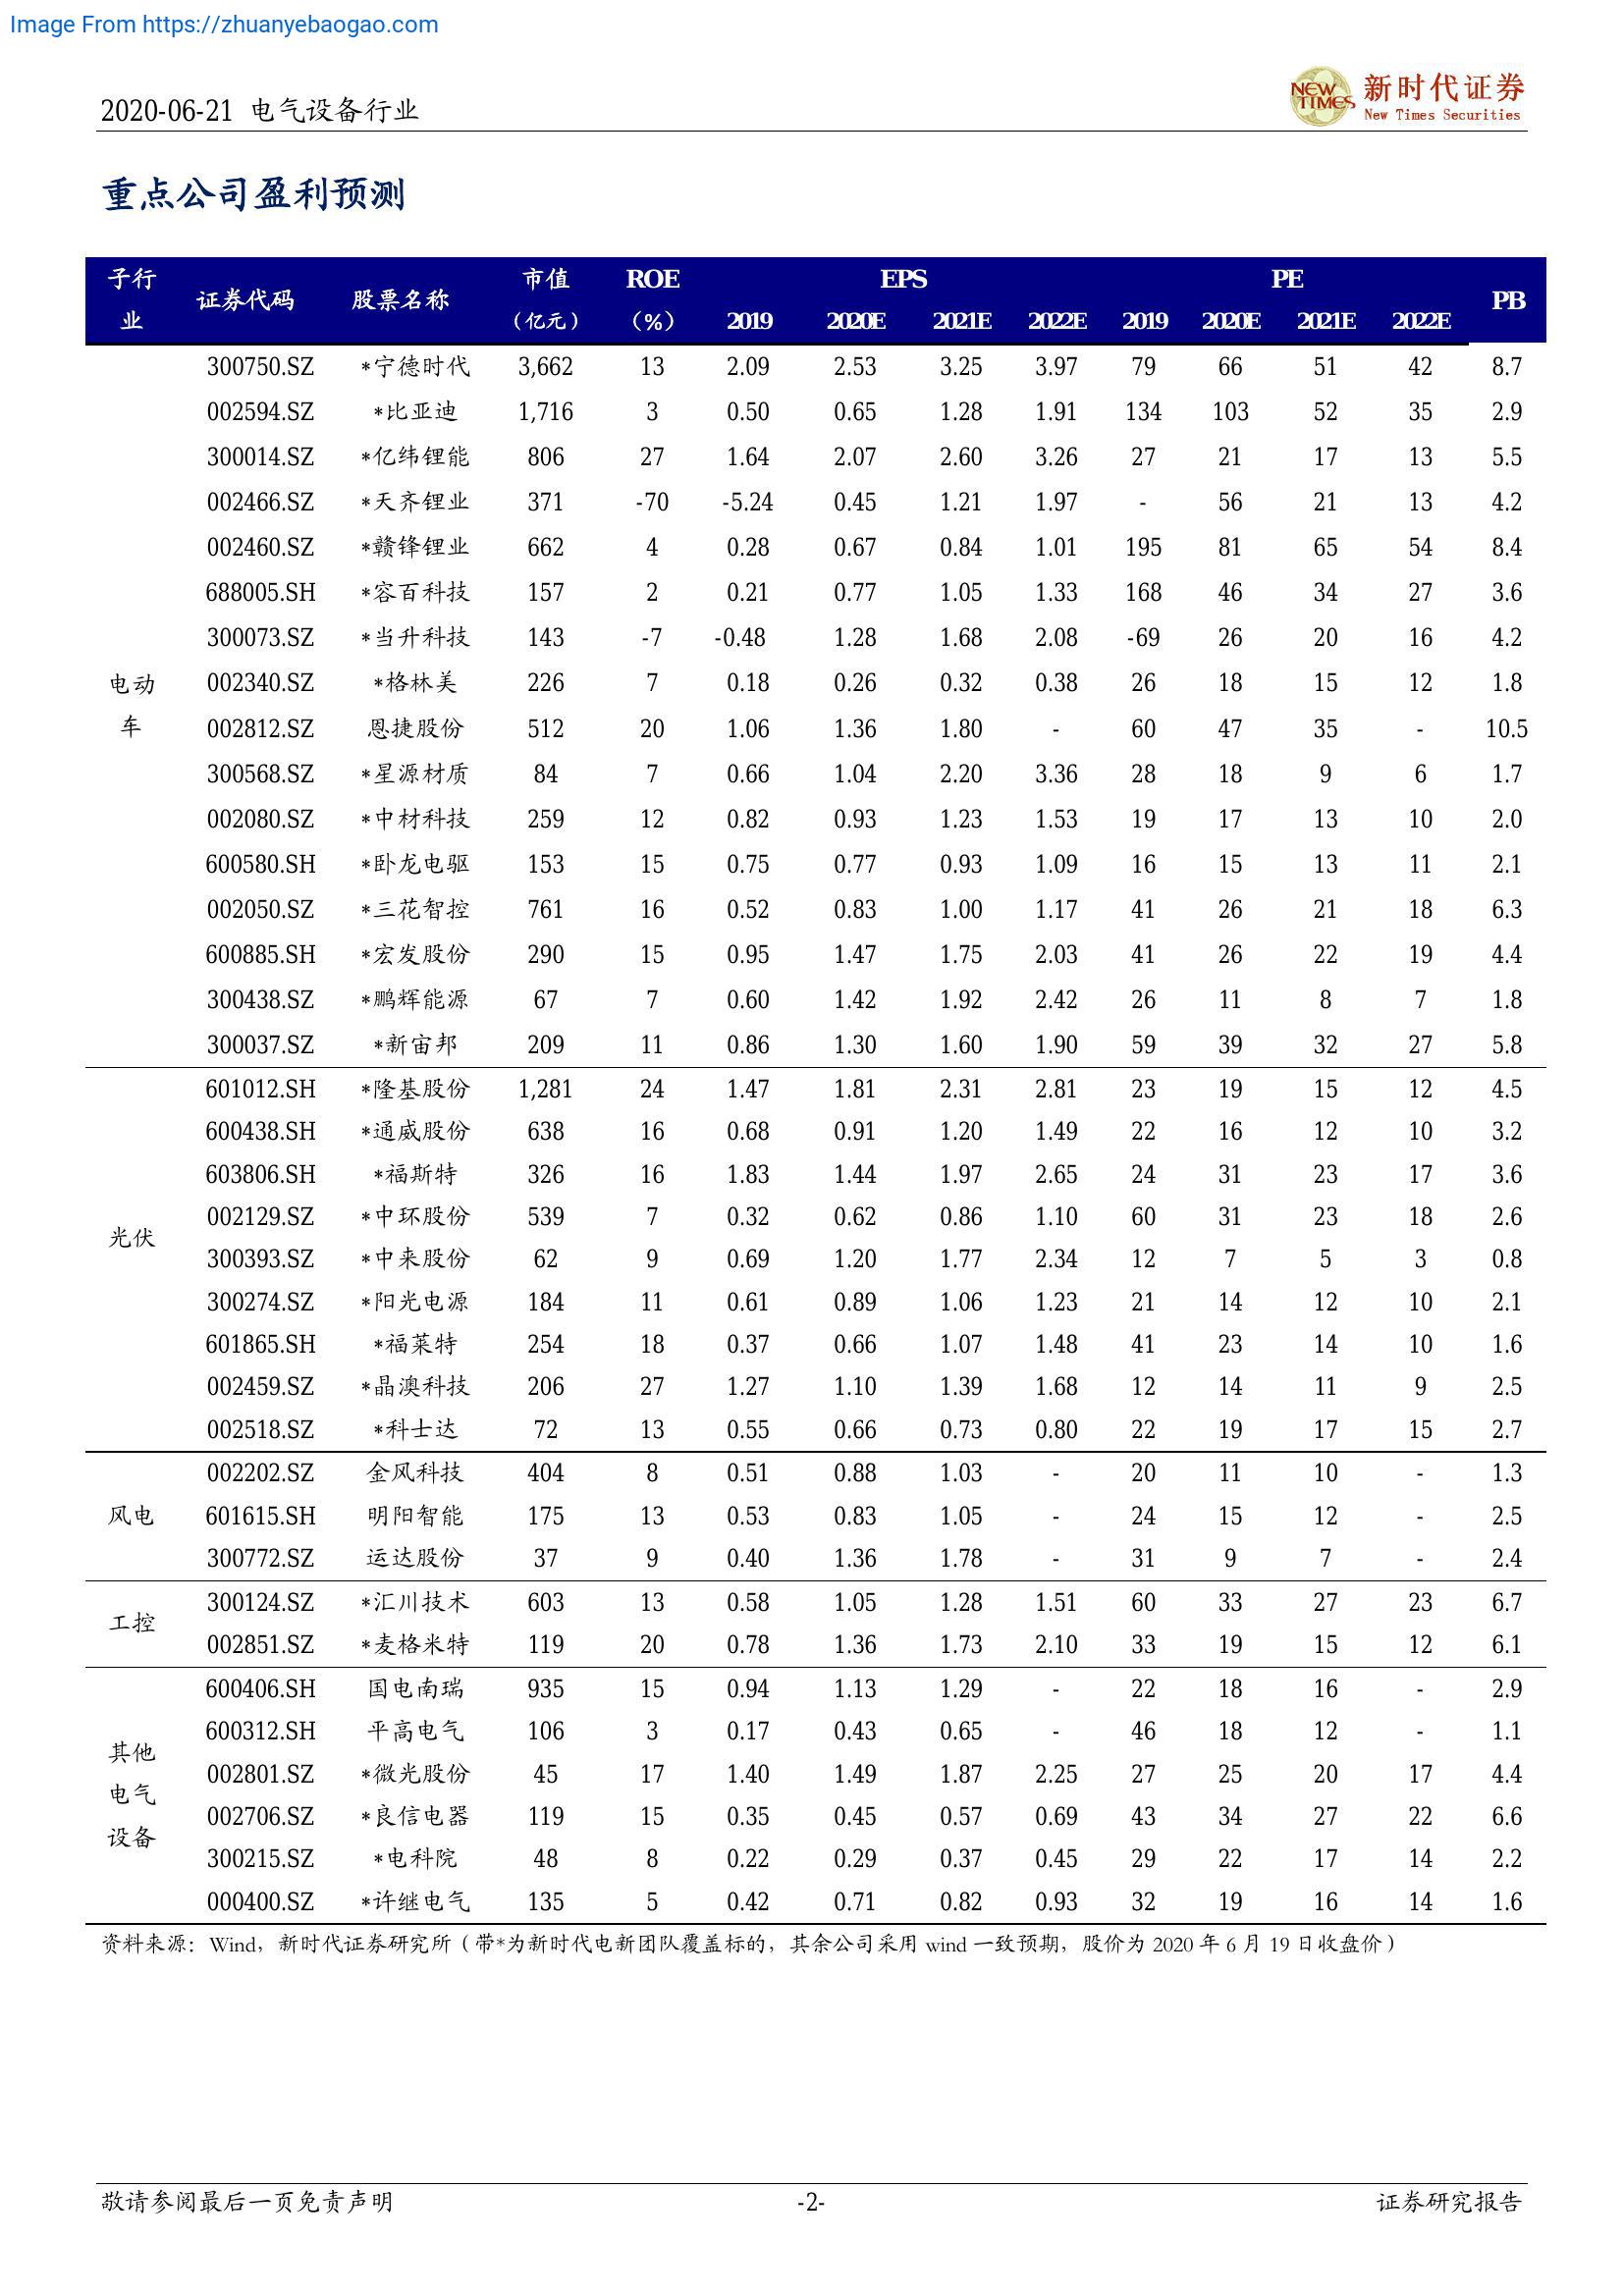 Image From https://zhuanyebaogao.com
2020-06-21 电气设备行业
NEW TIMES 新时代证券
New Times Securities
重点公司盈利预测
子行业 证券代码 股票名称 市值（亿元） ROE（%） EPS PE PB
2019 2020E 2021E 2022E 2019 2020E 2021E 2022E
电动车
300750.SZ *宁德时代 3,662 13 2.09 2.53 3.25 3.97 79 66 51 42 8.7
002594.SZ *比亚迪 1,716 3 0.50 0.65 1.28 1.91 134 103 52 35 2.9
300014.SZ *亿纬锂能 806 27 1.64 2.07 2.60 3.26 27 21 17 13 5.5
002466.SZ *天齐锂业 371 -70 -5.24 0.45 1.21 1.97 - 56 21 13 4.2
002460.SZ *赣锋锂业 662 4 0.28 0.67 0.84 1.01 195 81 65 54 8.4
688005.SH *容百科技 157 2 0.21 0.77 1.05 1.33 168 46 34 27 3.6
300073.SZ *当升科技 143 -7 -0.48 1.28 1.68 2.08 -69 26 20 16 4.2
002340.SZ *格林美 226 7 0.18 0.26 0.32 0.38 26 18 15 12 1.8
002812.SZ 恩捷股份 512 20 1.06 1.36 1.80 - 60 47 35 - 10.5
300568.SZ *星源材质 84 7 0.66 1.04 2.20 3.36 28 18 9 6 1.7
002080.SZ *中材科技 259 12 0.82 0.93 1.23 1.53 19 17 13 10 2.0
600580.SH *卧龙电驱 153 15 0.75 0.77 0.93 1.09 16 15 13 11 2.1
002050.SZ *三花智控 761 16 0.52 0.83 1.00 1.17 41 26 21 18 6.3
600885.SH *宏发股份 290 15 0.95 1.47 1.75 2.03 41 26 22 19 4.4
300438.SZ *鹏辉能源 67 7 0.60 1.42 1.92 2.42 26 11 8 7 1.8
300037.SZ *新宙邦 209 11 0.86 1.30 1.60 1.90 59 39 32 27 5.8
光伏
601012.SH *隆基股份 1,281 24 1.47 1.81 2.31 2.81 23 19 15 12 4.5
600438.SH *通威股份 638 16 0.68 0.91 1.20 1.49 22 16 12 10 3.2
603806.SH *福斯特 326 16 1.83 1.44 1.97 2.65 24 31 23 17 3.6
002129.SZ *中环股份 539 7 0.32 0.62 0.86 1.10 60 31 23 18 2.6
300393.SZ *中来股份 62 9 0.69 1.20 1.77 2.34 12 7 5 3 0.8
300274.SZ *阳光电源 184 11 0.61 0.89 1.06 1.23 21 14 12 10 2.1
601865.SH *福莱特 254 18 0.37 0.66 1.07 1.48 41 23 14 10 1.6
002459.SZ *晶澳科技 206 27 1.27 1.10 1.39 1.68 12 14 11 9 2.5
002518.SZ *科士达 72 13 0.55 0.66 0.73 0.80 22 19 17 15 2.7
风电
002202.SZ 金风科技 404 8 0.51 0.88 1.03 - 20 11 10 - 1.3
601615.SH 明阳智能 175 13 0.53 0.83 1.05 - 24 15 12 - 2.5
300772.SZ 运达股份 37 9 0.40 1.36 1.78 - 31 9 7 - 2.4
工控
300124.SZ *汇川技术 603 13 0.58 1.05 1.28 1.51 60 33 27 23 6.7
002851.SZ *麦格米特 119 20 0.78 1.36 1.73 2.10 33 19 15 12 6.1
其他电气设备
600406.SH 国电南瑞 935 15 0.94 1.13 1.29 - 22 18 16 - 2.9
600312.SH 平高电气 106 3 0.17 0.43 0.65 - 46 18 12 - 1.1
002801.SZ *微光股份 45 17 1.40 1.49 1.87 2.25 27 25 20 17 4.4
002706.SZ *良信电器 119 15 0.35 0.45 0.57 0.69 43 34 27 22 6.6
300215.SZ *电科院 48 8 0.22 0.29 0.37 0.45 29 22 17 14 2.2
000400.SZ *许继电气 135 5 0.42 0.71 0.82 0.93 32 19 16 14 1.6
资料来源：Wind，新时代证券研究所（带*为新时代电新团队覆盖标的，其余公司采用 wind 一致预期，股价为 2020 年 6 月 19 日收盘价）
敬请参阅最后一页免责声明 -2- 证券研究报告